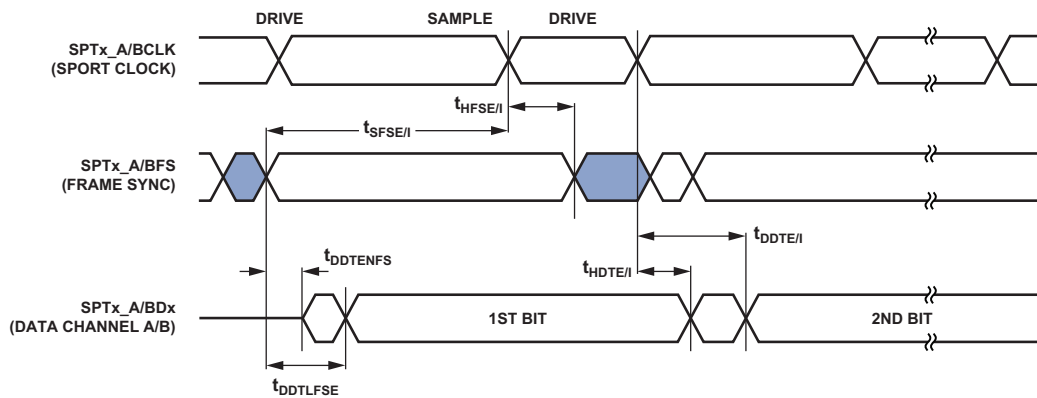 DRIVE SAMPLE DRIVE
SPTx_A/BCLK
(SPORT CLOCK)
tHFSE/I
tSFSE/I
SPTx_A/BFS
(FRAME SYNC)
tDDTE/I
tHDTE/I
tDDTENFS
SPTx_A/BDx
(DATA CHANNEL A/B)
1ST BIT 2ND BIT
tDDTLFSE